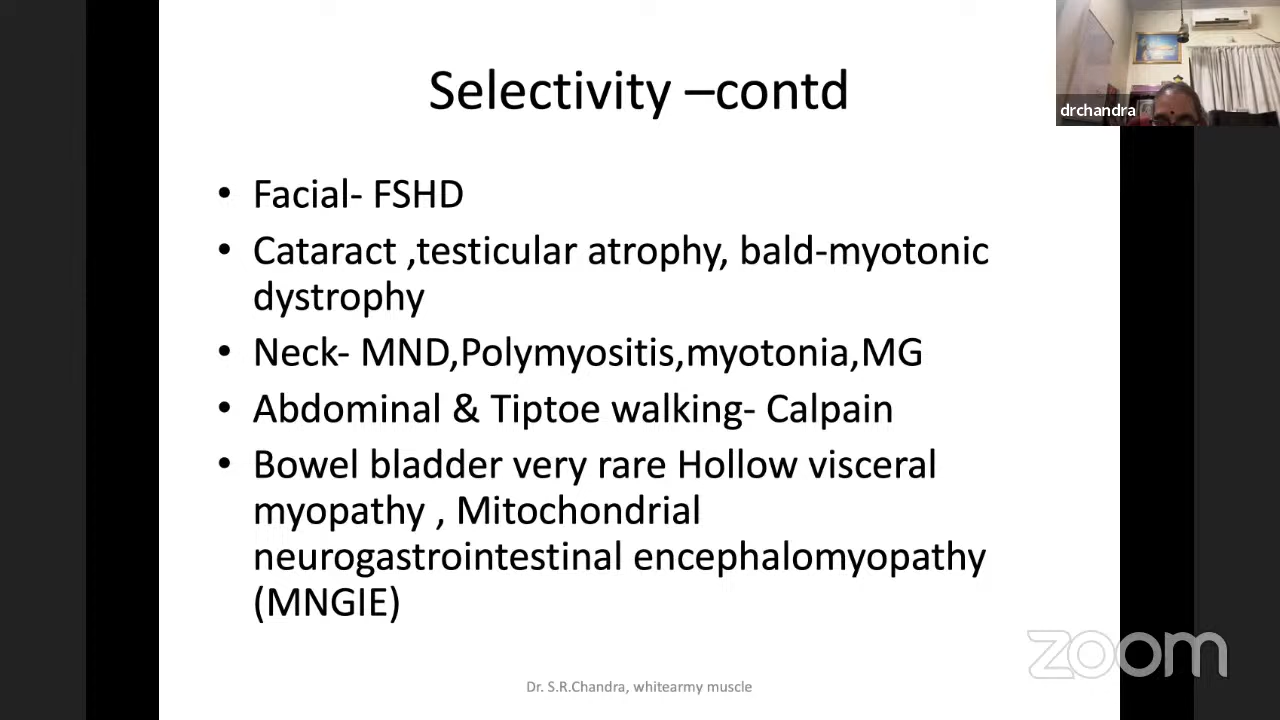 Selectivity –contd
drchandra
• Facial- FSHD
• Cataract ,testicular atrophy, bald-myotonic
dystrophy
• Neck- MND,Polymyositis,myotonia,MG
• Abdominal & Tiptoe walking- Calpain
• Bowel bladder very rare Hollow visceral
myopathy , Mitochondrial
neurogastrointestinal encephalomyopathy
(MNGIE)
zoom
Dr. S.R.Chandra, whitearmy muscle